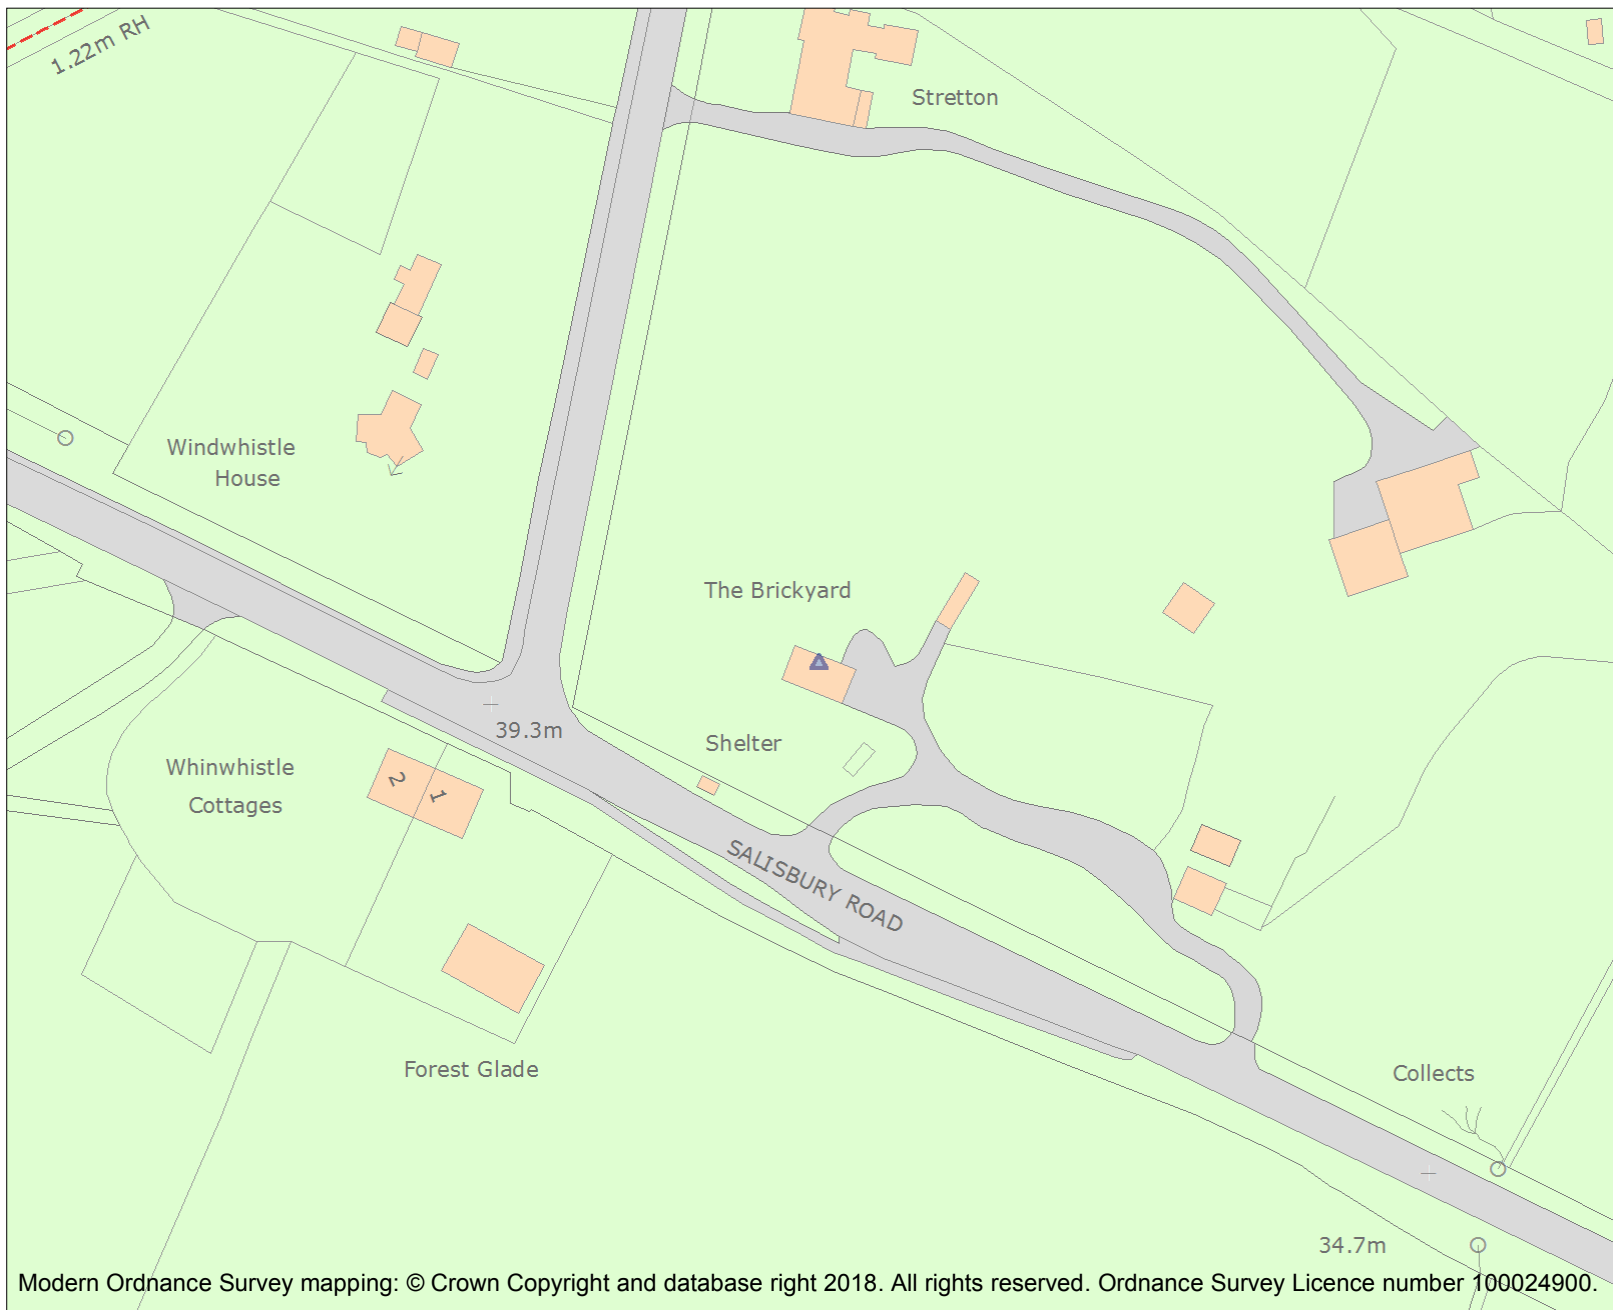 1.22m RH
Stretton
Windwhistle
House
The Brickyard
39.3m
Shelter
Whinwhistle
Cottages
2
1
SALISBURY ROAD
Forest Glade
Collects
34.7m
Modern Ordnance Survey mapping: © Crown Copyright and database right 2018. All rights reserved. Ordnance Survey Licence number 100024900.